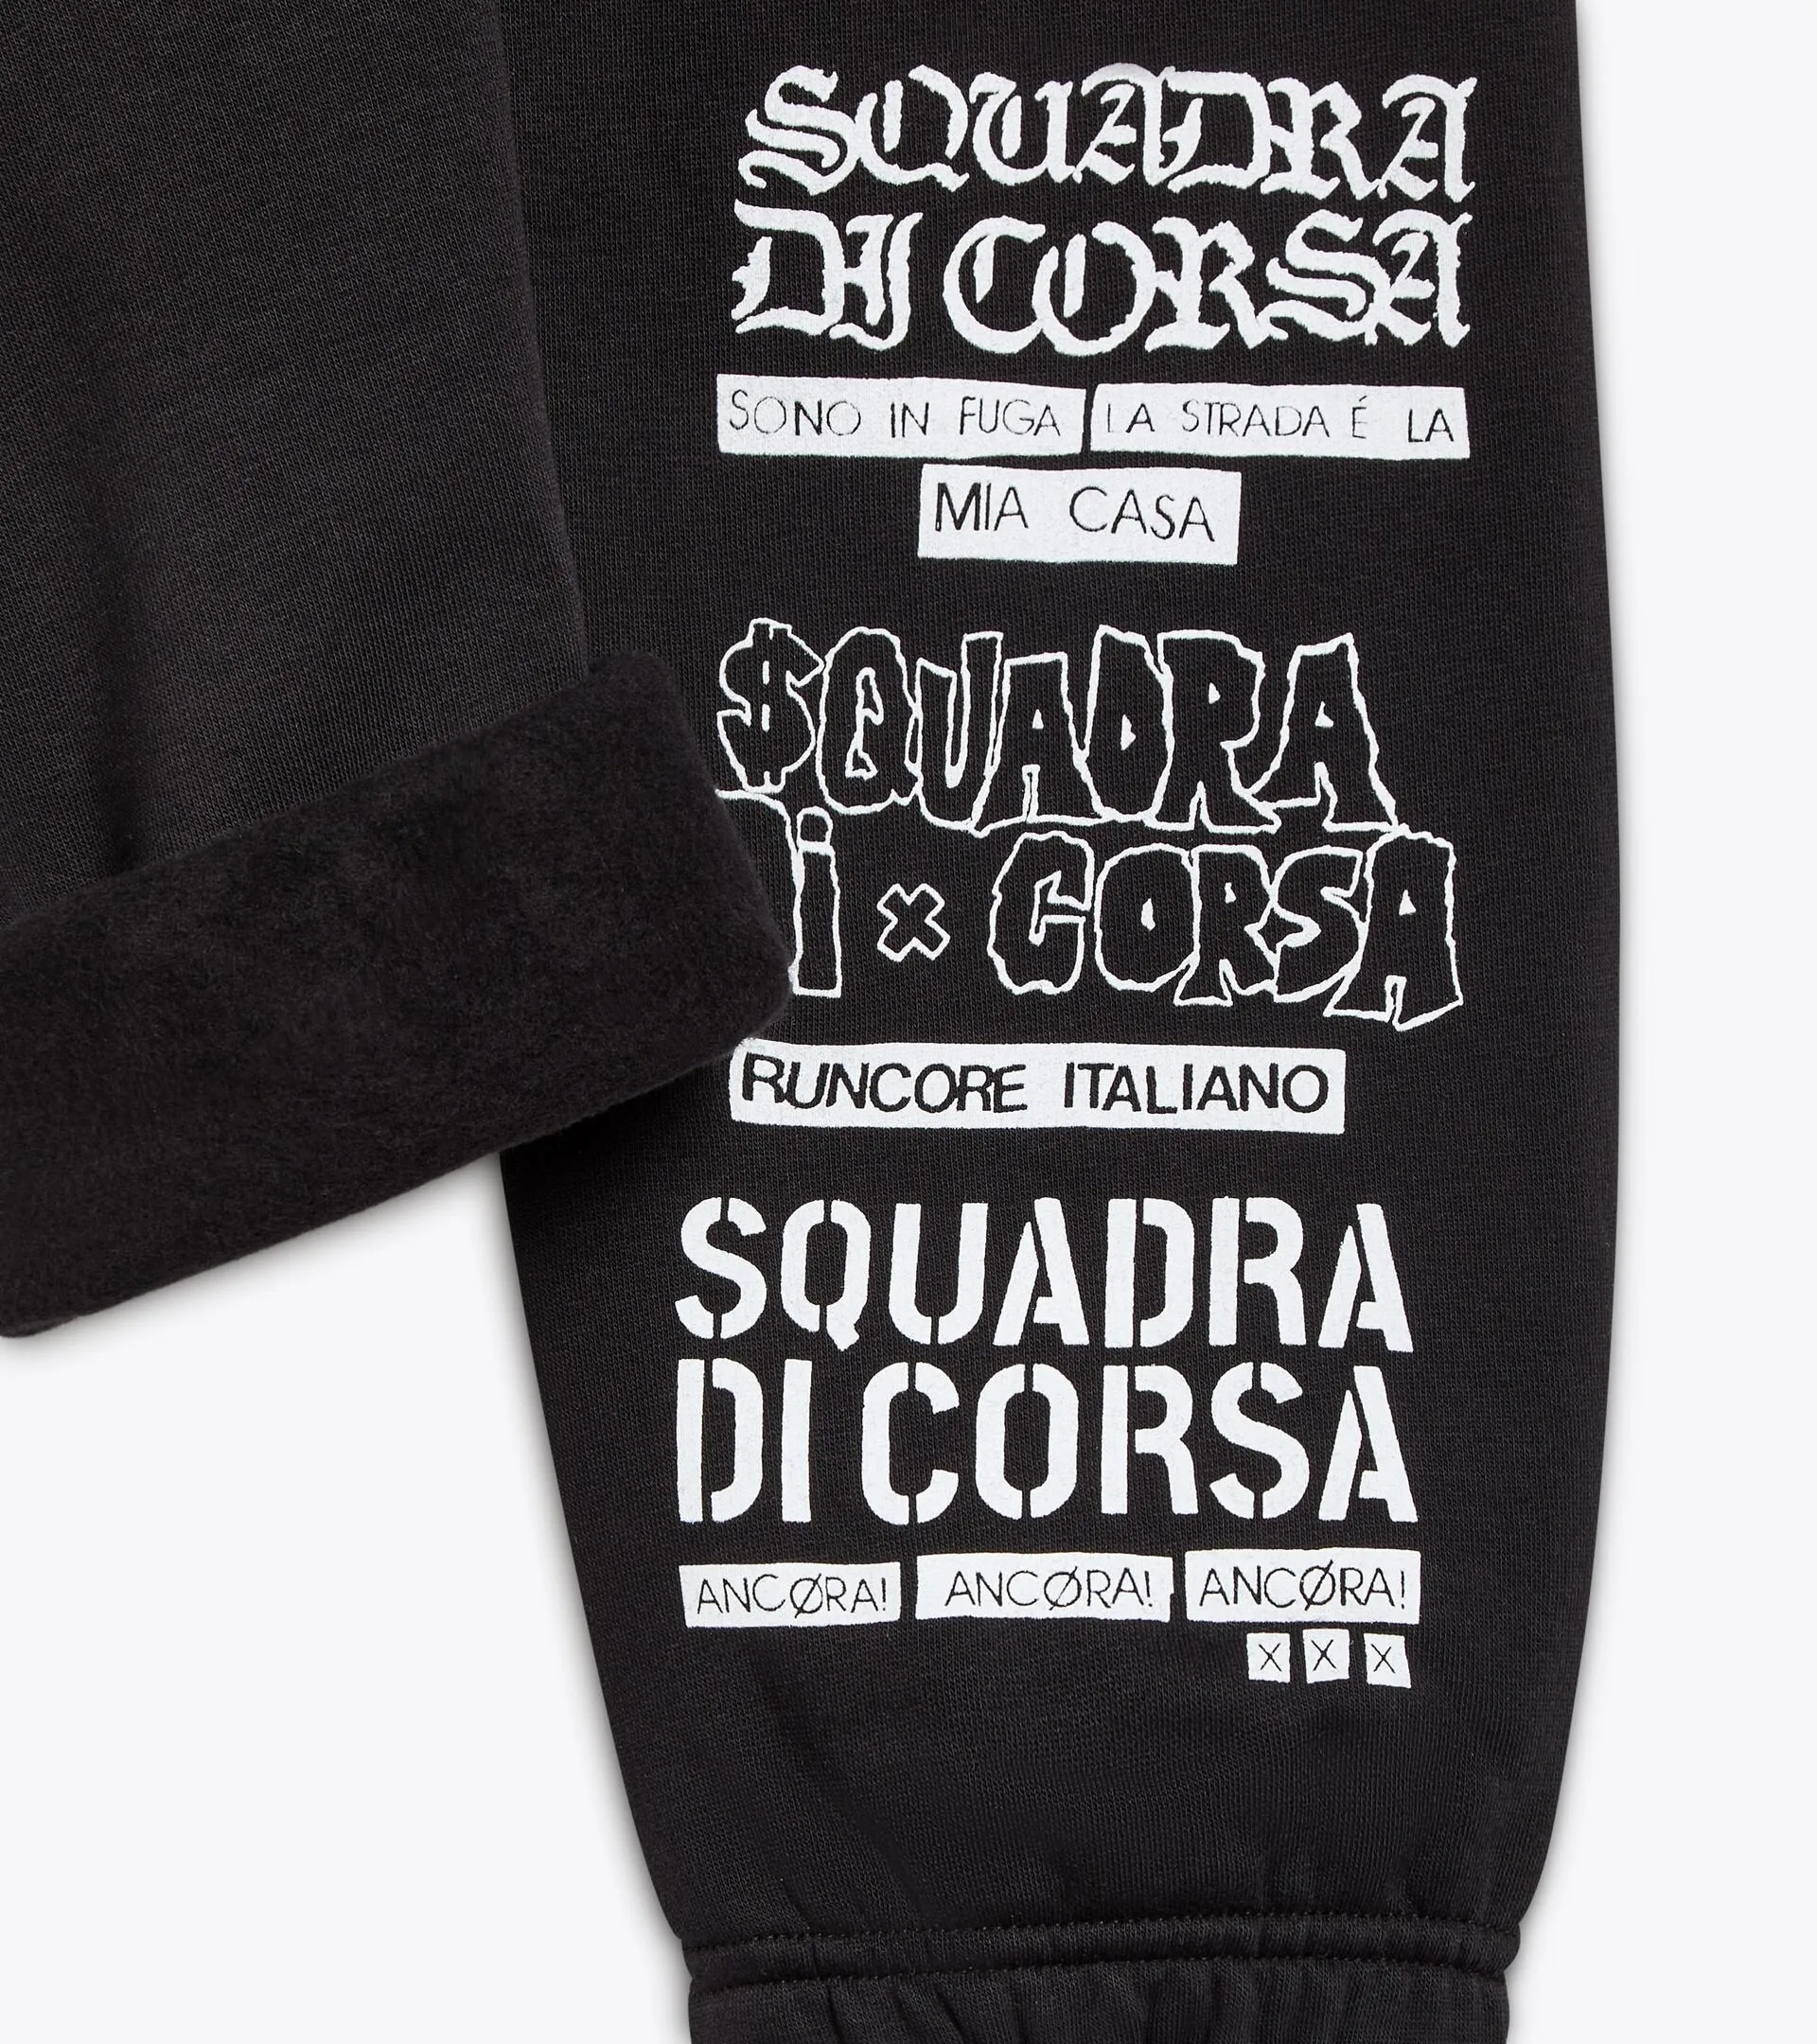 SQUADRA
DI CORSA
SONO IN FUGA LA STRADA É LA
MIA CASA
$QUADRA
Di x CORSA
RUNCORE ITALIANO
SQUADRA
DI CORSA
ANCØRA! ANCØRA! ANCØRA!
X X X